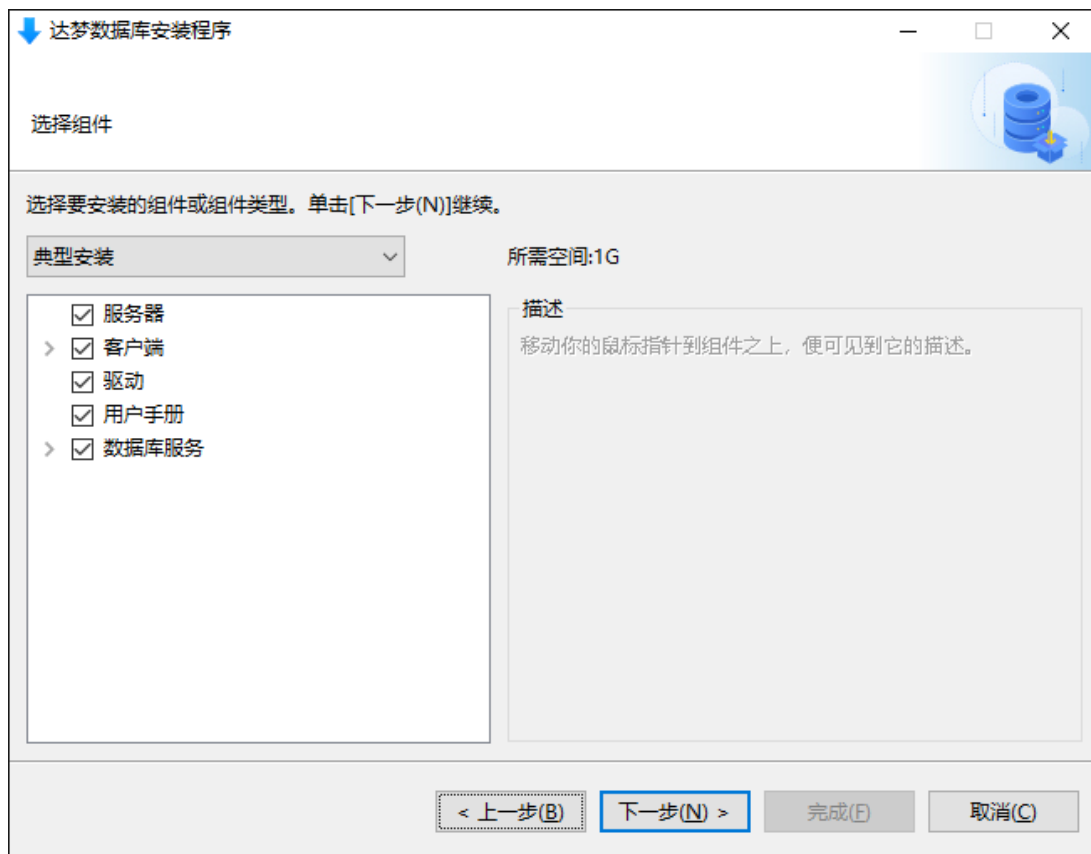 达梦数据库安装程序
选择组件
选择要安装的组件或组件类型。单击[下一步(N)]继续。
典型安装
所需空间:1G
服务器
客户端
驱动
用户手册
数据库服务
描述
移动你的鼠标指针到组件之上，便可见到它的描述。
< 上一步(B)
下一步(N) >
完成(F)
取消(C)